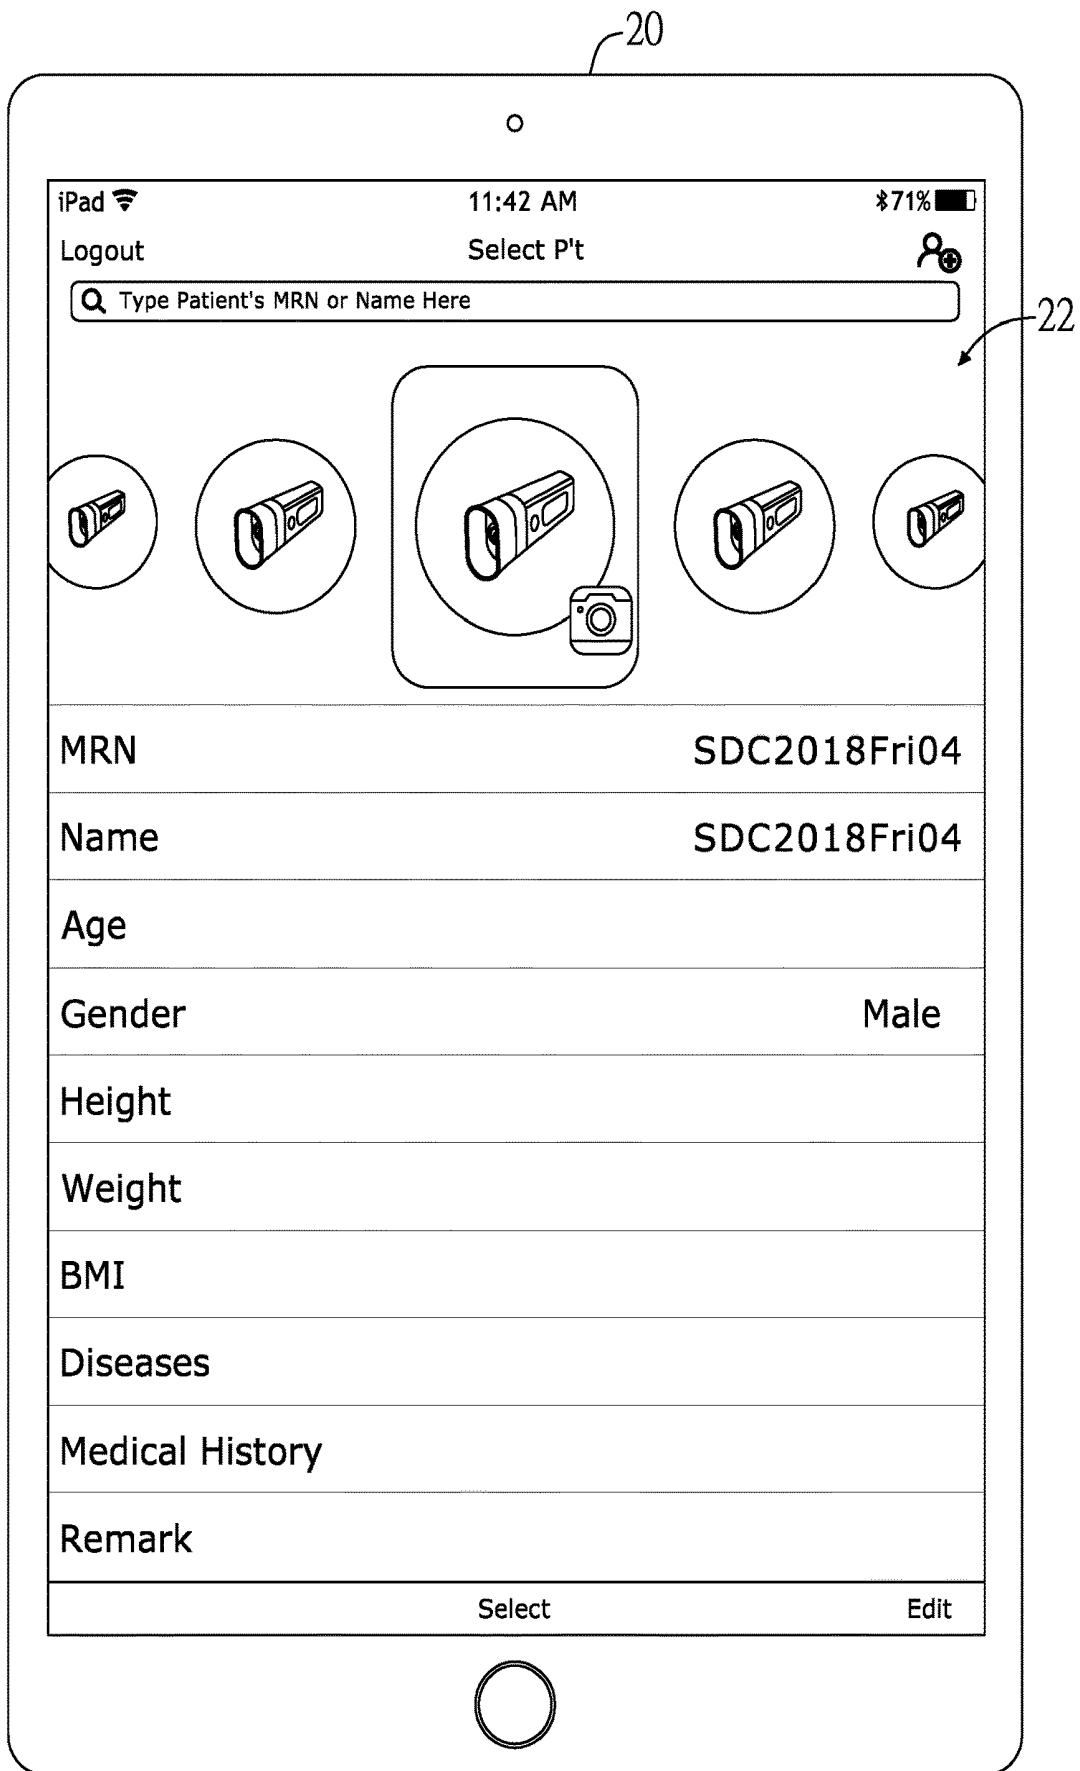 20
iPad 11:42 AM 71%
Logout Select P't
Type Patient's MRN or Name Here
22
MRN SDC2018Fri04
Name SDC2018Fri04
Age
Gender Male
Height
Weight
BMI
Diseases
Medical History
Remark
Select Edit